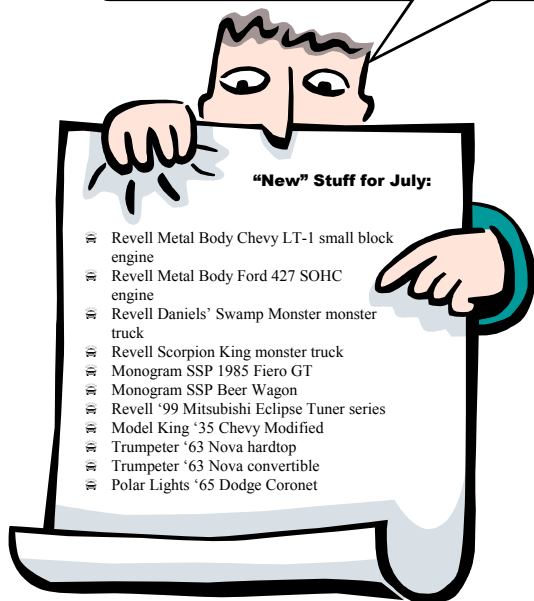 “New” Stuff for July:
Revell Metal Body Chevy LT-1 small block
engine
Revell Metal Body Ford 427 SOHC
engine
Revell Daniels’ Swamp Monster monster
truck
Revell Scorpion King monster truck
Monogram SSP 1985 Fiero GT
Monogram SSP Beer Wagon
Revell ‘99 Mitsubishi Eclipse Tuner series
Model King ‘35 Chevy Modified
Trumpeter ‘63 Nova hardtop
Trumpeter ‘63 Nova convertible
Polar Lights ‘65 Dodge Coronet